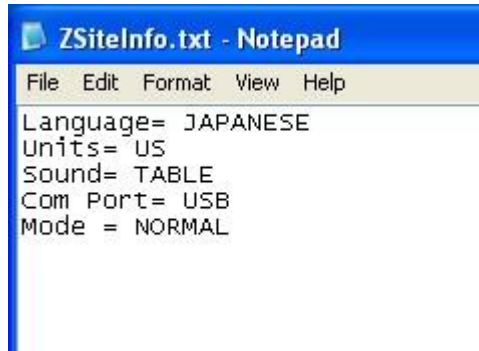 ZSiteInfo.txt - Notepad
File Edit Format View Help
Language= JAPANESE
Units= US
Sound= TABLE
Com Port= USB
Mode = NORMAL